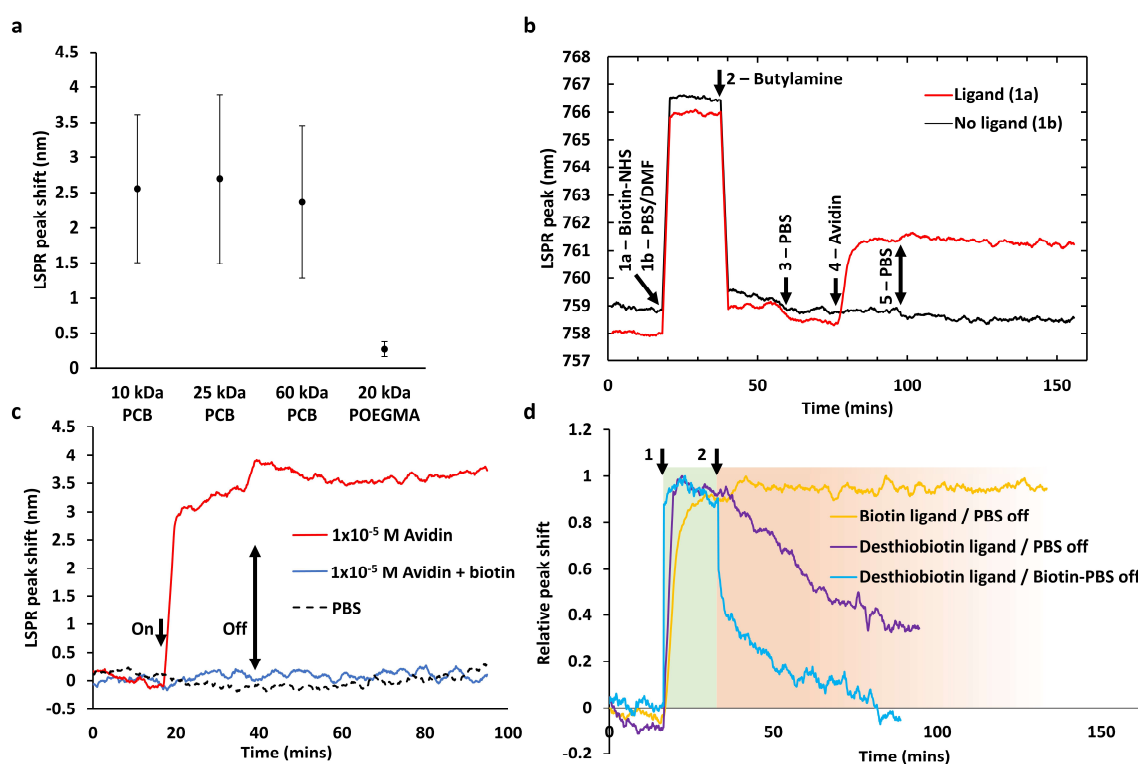 a
4.5
4
3.5
3
2.5
2
1.5
1
0.5
0
LSPR peak shift (nm)
10 kDa
PCB
25 kDa
PCB
60 kDa
PCB
20 kDa
POEGMA
b
768
767
766
765
764
763
762
761
760
759
758
757
LSPR peak (nm)
0
50
100
150
Time (mins)
1a – Biotin-NHS
1b – PBS/DMF
2 – Butylamine
3 – PBS
4 – Avidin
5 – PBS
Ligand (1a)
No ligand (1b)
c
4.5
4
3.5
3
2.5
2
1.5
1
0.5
0
-0.5
LSPR peak shift (nm)
0
20
40
60
80
100
Time (mins)
On
Off
1x10⁻⁵ M Avidin
1x10⁻⁵ M Avidin + biotin
PBS
d
1.2
1
0.8
0.6
0.4
0.2
0
-0.2
Relative peak shift
0
50
100
150
Time (mins)
1
2
Biotin ligand / PBS off
Desthiobiotin ligand / PBS off
Desthiobiotin ligand / Biotin-PBS off